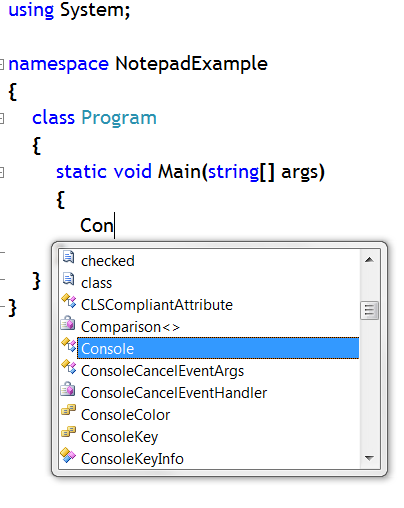 using System;
namespace NotepadExample
{
class Program
{
static void Main(string[] args)
{
Con
checked
class
CLSCompliantAttribute
Comparison<>
Console
ConsoleCancelEventArgs
ConsoleCancelEventHandler
ConsoleColor
ConsoleKey
ConsoleKeyInfo
}
}